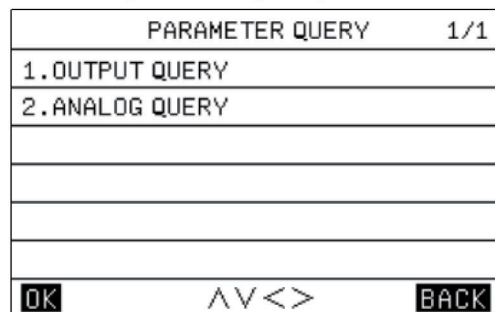 PARAMETER QUERY 1/1
1.OUTPUT QUERY
2.ANALOG QUERY
OK ∧∨<> BACK